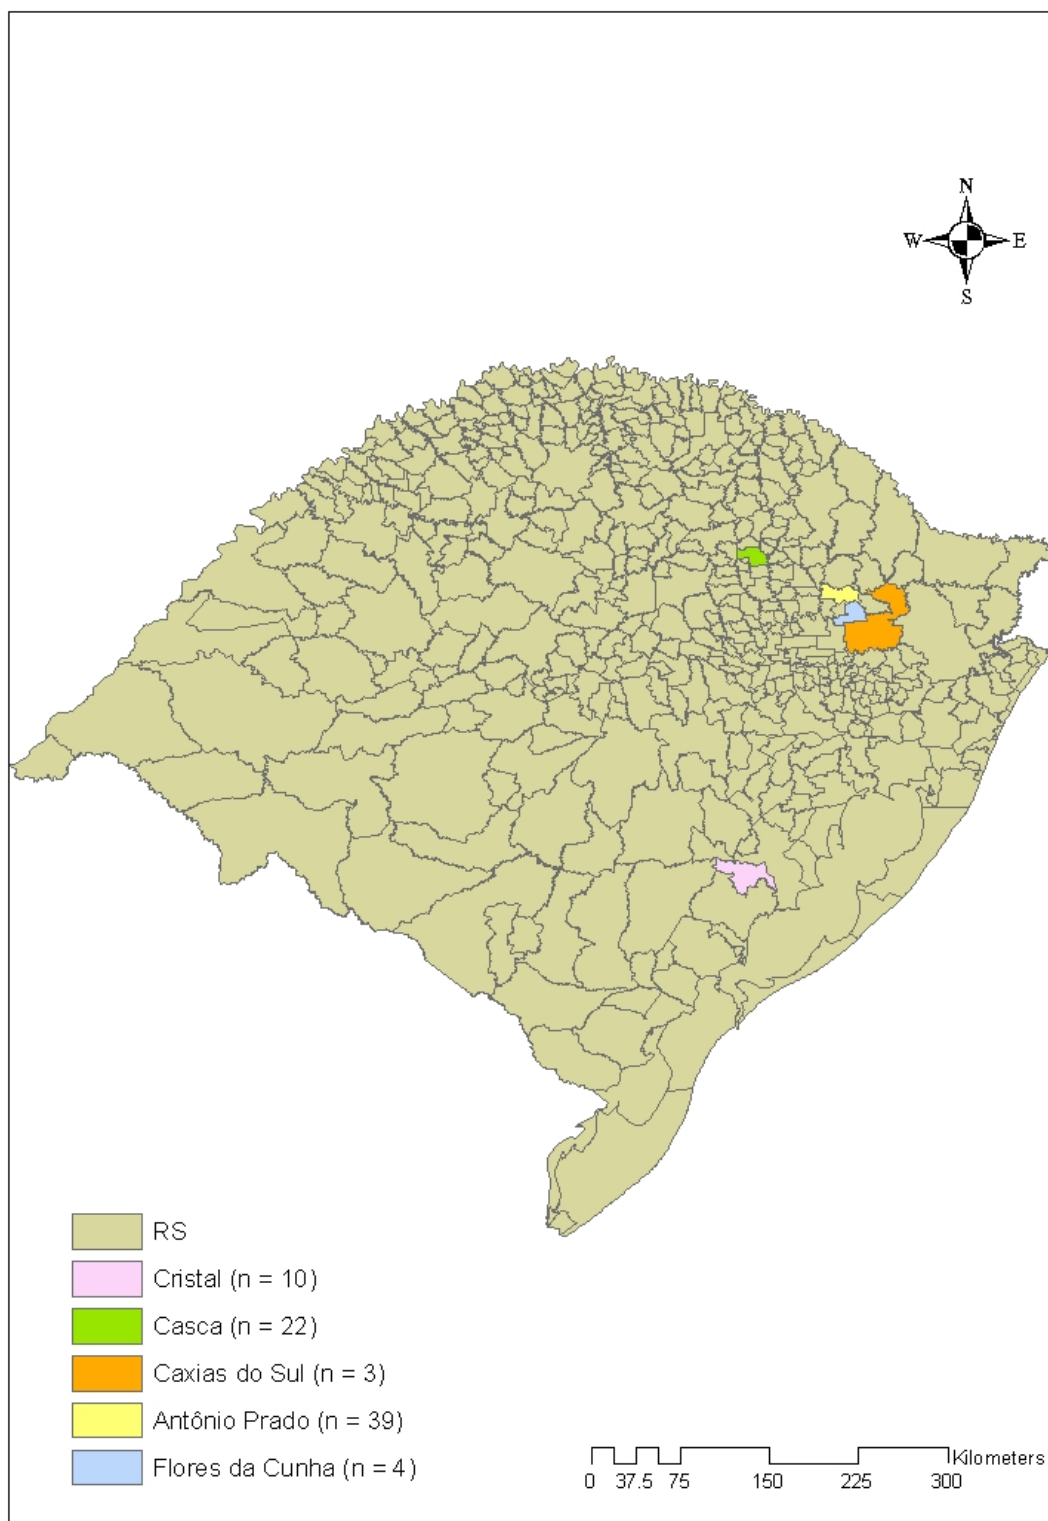 N
W E
S
RS
Cristal (n = 10)
Casca (n = 22)
Caxias do Sul (n = 3)
Antônio Prado (n = 39)
Flores da Cunha (n = 4)
Kilometers
0 37.5 75 150 225 300